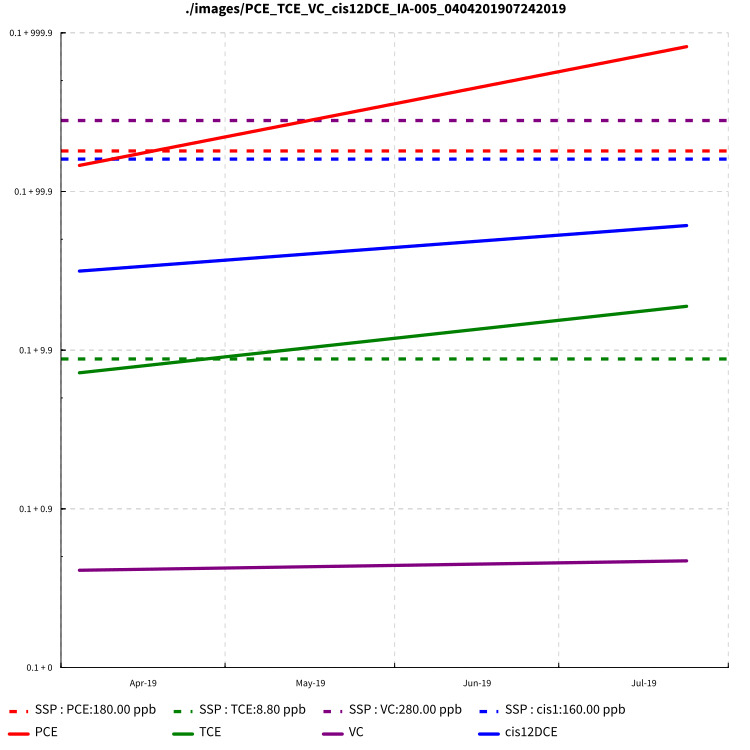 ./images/PCE_TCE_VC_cis12DCE_IA-005_0404201907242019
0.1 + 999.9
0.1 + 99.9
0.1 + 9.9
0.1 + 0.9
0.1 + 0
Apr-19 May-19 Jun-19 Jul-19
SSP : PCE:180.00 ppb SSP : TCE:8.80 ppb SSP : VC:280.00 ppb SSP : cis1:160.00 ppb
PCE TCE VC cis12DCE